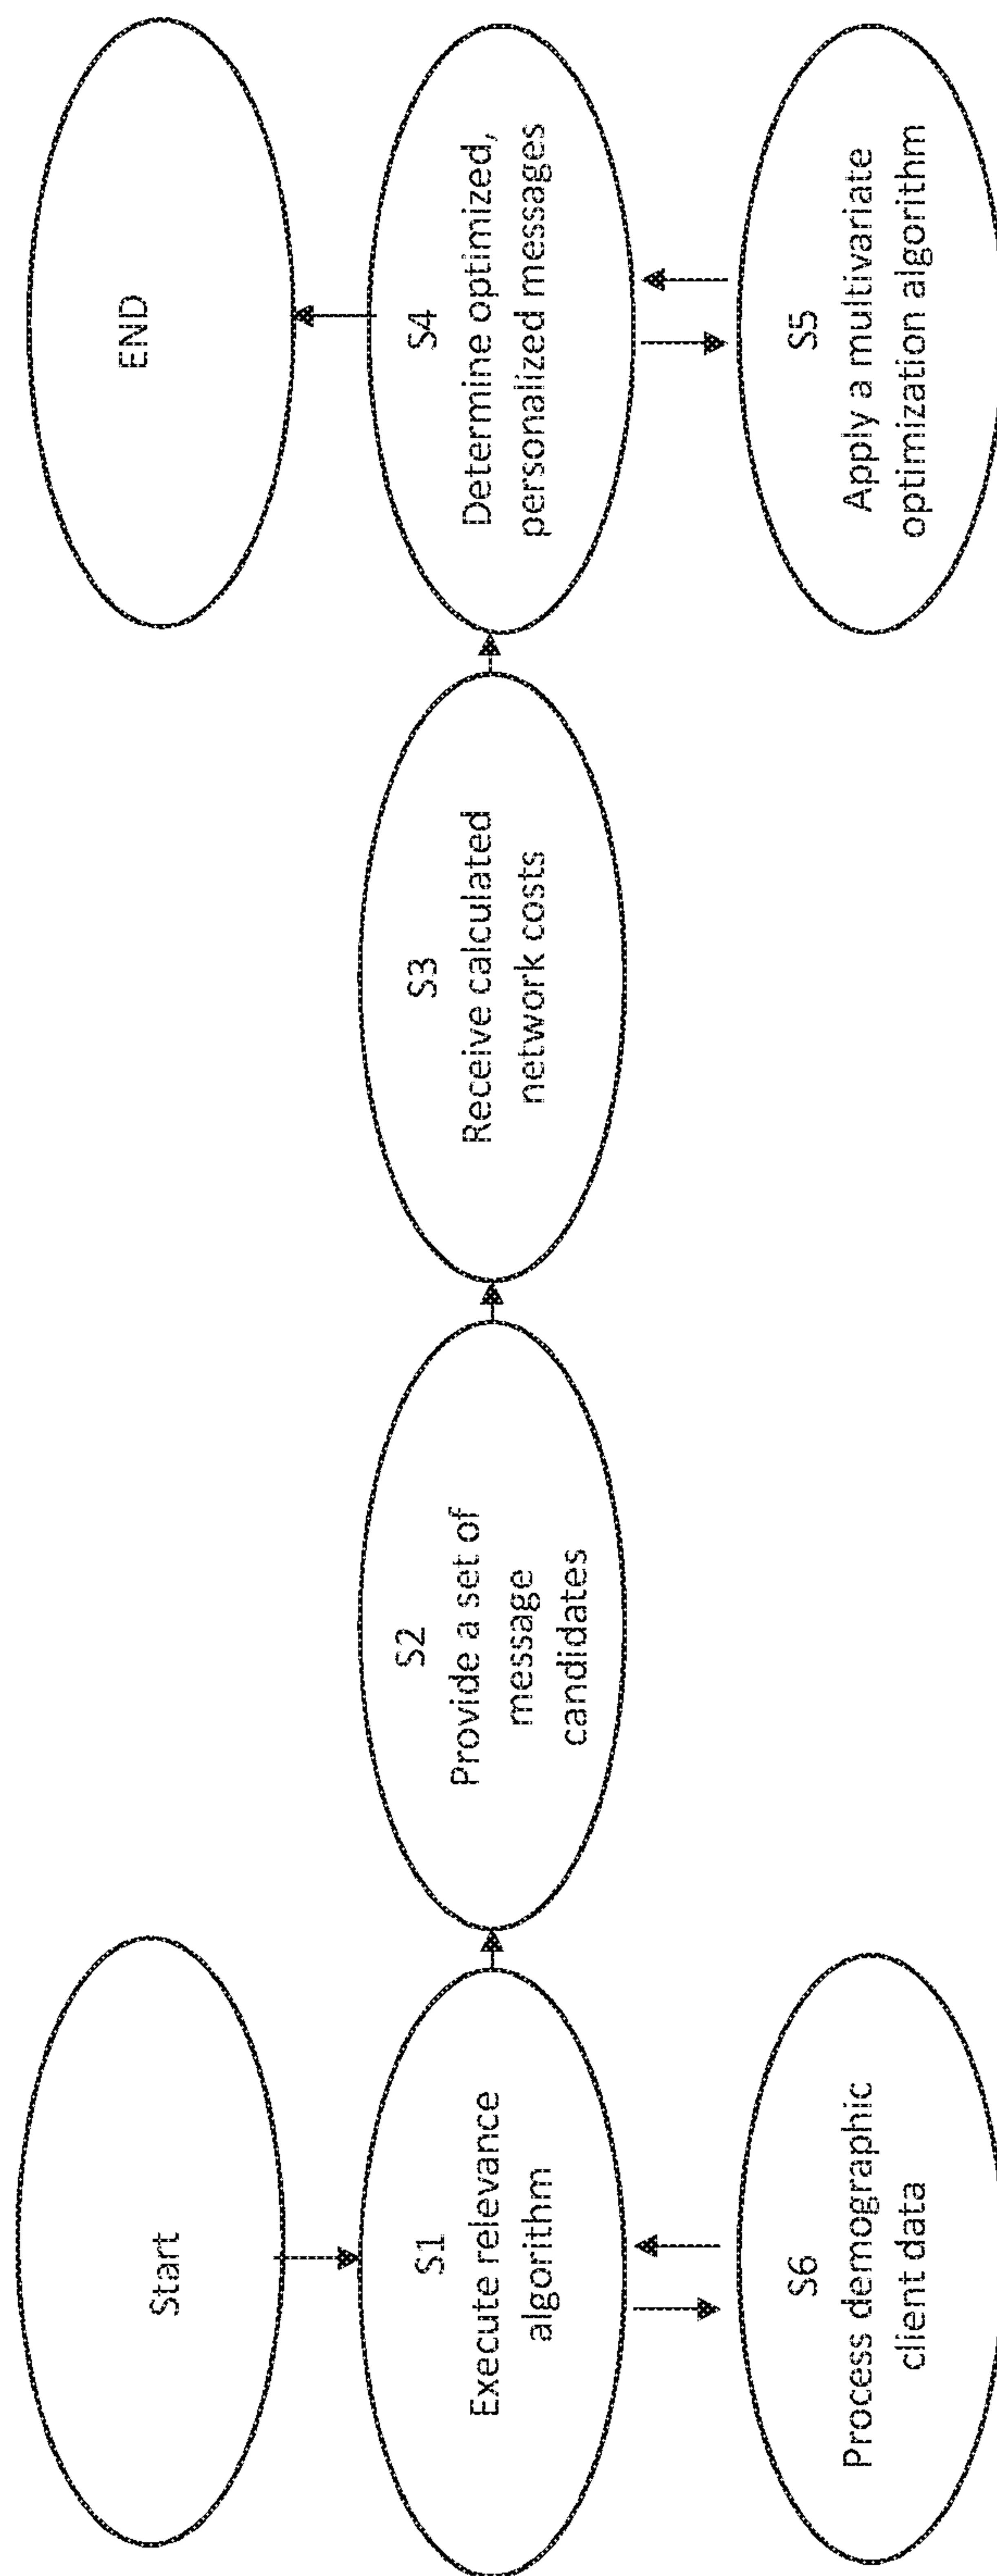 Start
S1
Execute relevance
algorithm
S6
Process demographic
client data
S2
Provide a set of
message
candidates
S3
Receive calculated
network costs
END
S4
Determine optimized,
personalized messages
S5
Apply a multivariate
optimization algorithm